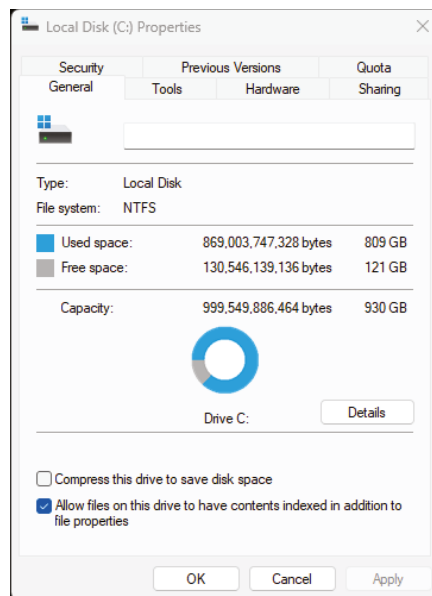 Local Disk (C:) Properties
Security Previous Versions Quota
General Tools Hardware Sharing
Type: Local Disk
File system: NTFS
Used space: 869,003,747,328 bytes 809 GB
Free space: 130,546,139,136 bytes 121 GB
Capacity: 999,549,886,464 bytes 930 GB
Drive C: Details
Compress this drive to save disk space
Allow files on this drive to have contents indexed in addition to
file properties
OK Cancel Apply